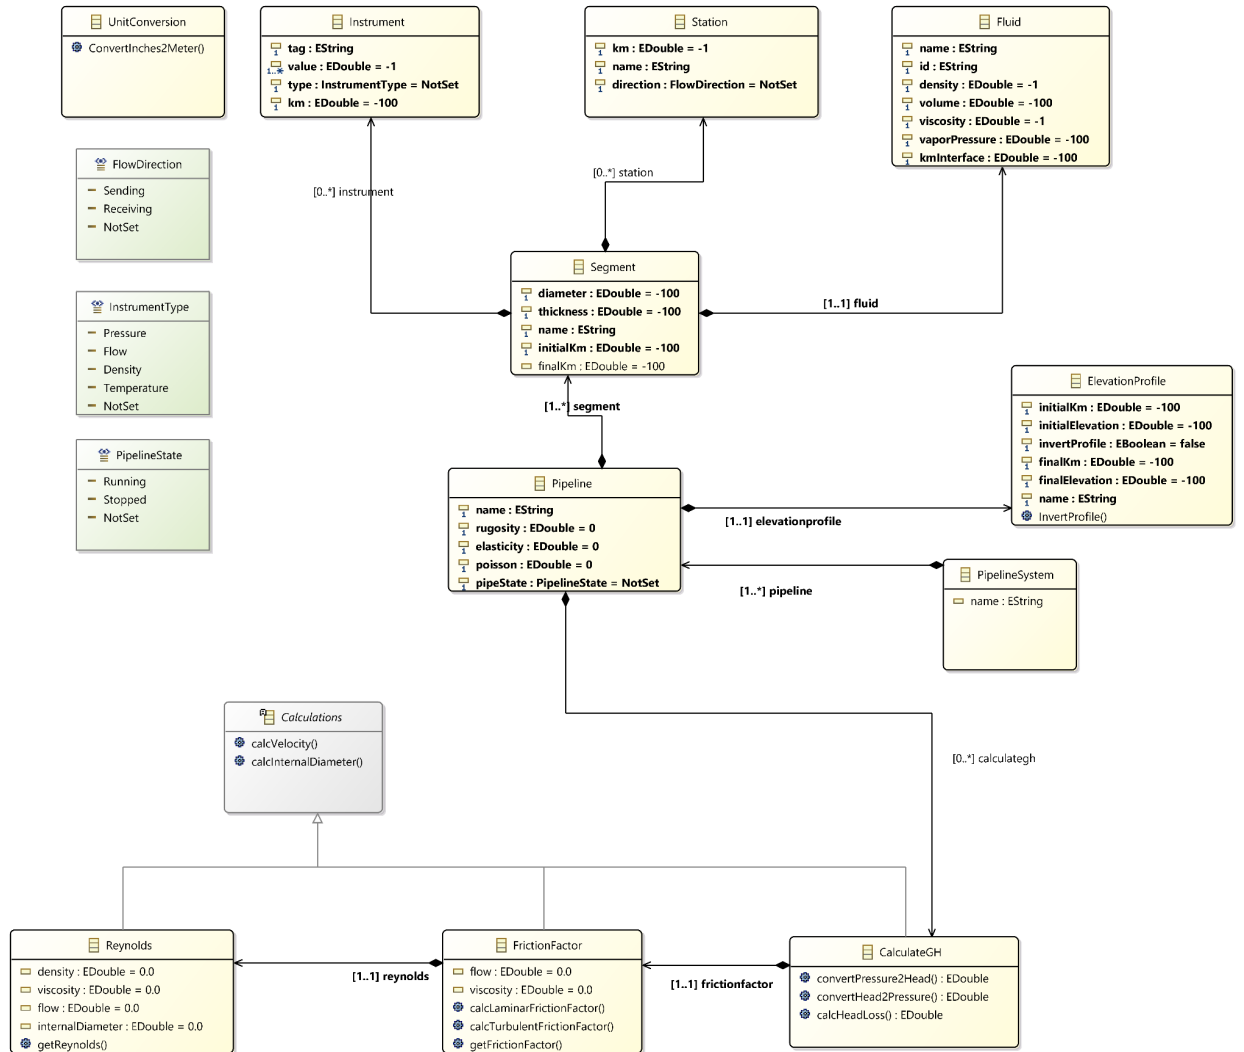 UnitConversion
ConvertInches2Meter()
Instrument
tag : EString
value : EDouble = -1
type : InstrumentType = NotSet
km : EDouble = -100
Station
km : EDouble = -1
name : EString
direction : FlowDirection = NotSet
Fluid
name : EString
id : EString
density : EDouble = -1
volume : EDouble = -100
viscosity : EDouble = -1
vaporPressure : EDouble = -100
kmInterface : EDouble = -100
FlowDirection
Sending
Receiving
NotSet
[0..*] instrument
[0..*] station
Segment
diameter : EDouble = -100
thickness : EDouble = -100
name : EString
initialKm : EDouble = -100
finalKm : EDouble = -100
[1..1] fluid
InstrumentType
Pressure
Flow
Density
Temperature
NotSet
[1..*] segment
ElevationProfile
initialKm : EDouble = -100
initialElevation : EDouble = -100
invertProfile : EBoolean = false
finalKm : EDouble = -100
finalElevation : EDouble = -100
name : EString
InvertProfile()
PipelineState
Running
Stopped
NotSet
Pipeline
name : EString
rugosity : EDouble = 0
elasticity : EDouble = 0
poisson : EDouble = 0
pipeState : PipelineState = NotSet
[1..1] elevationprofile
[1..*] pipeline
PipelineSystem
name : EString
Calculations
calcVelocity()
calcInternalDiameter()
[0..*] calculategh
Reynolds
density : EDouble = 0.0
viscosity : EDouble = 0.0
flow : EDouble = 0.0
internalDiameter : EDouble = 0.0
getReynolds()
[1..1] reynolds
FrictionFactor
flow : EDouble = 0.0
viscosity : EDouble = 0.0
calcLaminarFrictionFactor()
calcTurbulentFrictionFactor()
getFrictionFactor()
[1..1] frictionfactor
CalculateGH
convertPressure2Head() : EDouble
convertHead2Pressure() : EDouble
calcHeadLoss() : EDouble